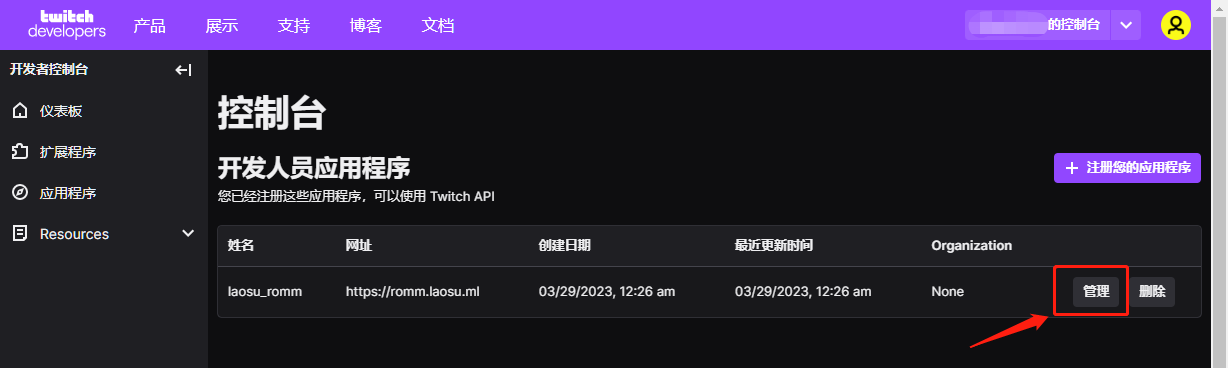 twitch
developers
产品
展示
支持
博客
文档
的控制台
开发者控制台
仪表板
扩展程序
应用程序
Resources
控制台
开发人员应用程序
您已经注册这些应用程序，可以使用 Twitch API
注册您的应用程序
姓名 网址 创建日期 最近更新时间 Organization
laosu_romm https://romm.laosu.ml 03/29/2023, 12:26 am 03/29/2023, 12:26 am None 管理 删除